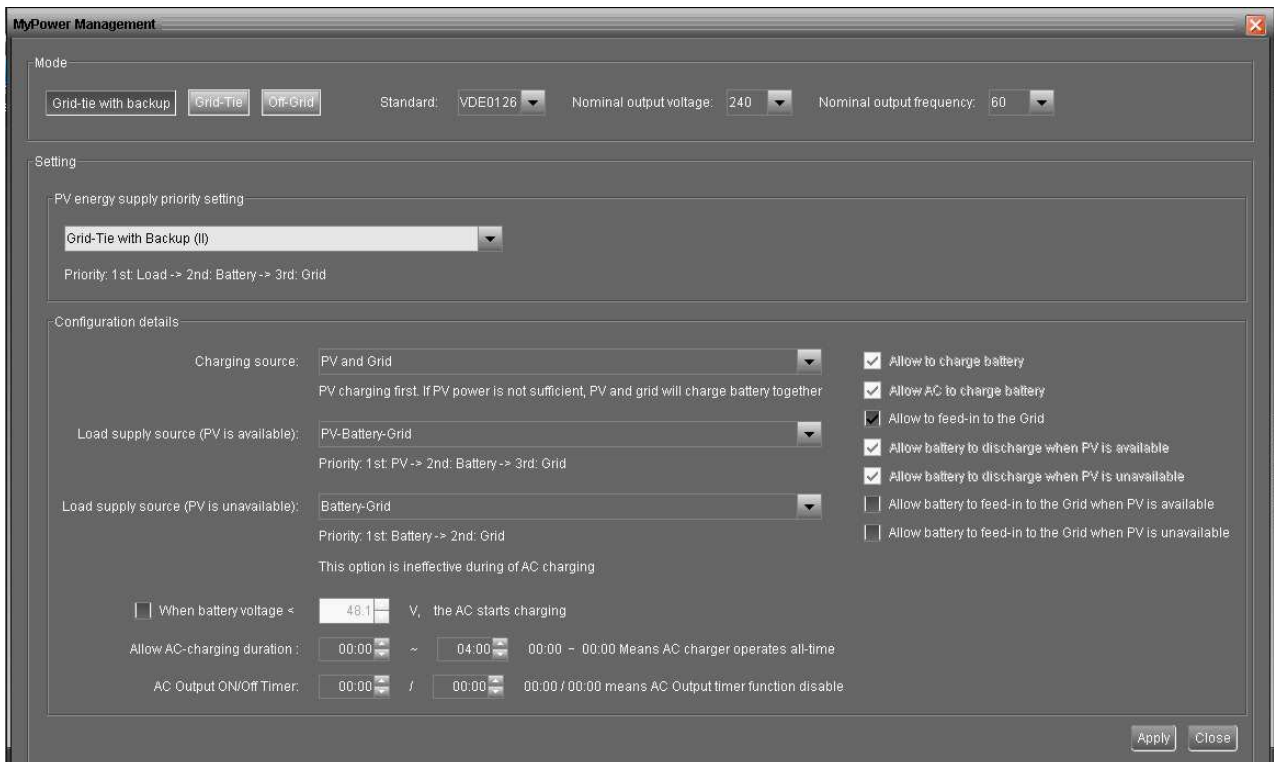 MyPower Management
Mode
Grid-tie with backup Grid-Tie Off-Grid Standard: VDE0126 Nominal output voltage: 240 Nominal output frequency: 60
Setting
PV energy supply priority setting
Grid-Tie with Backup (II)
Priority: 1st: Load -> 2nd: Battery -> 3rd: Grid
Configuration details
Charging source: PV and Grid
PV charging first. If PV power is not sufficient, PV and grid will charge battery together
Load supply source (PV is available): PV-Battery-Grid
Priority: 1st: PV -> 2nd: Battery -> 3rd: Grid
Load supply source (PV is unavailable): Battery-Grid
Priority: 1st: Battery -> 2nd: Grid
This option is ineffective during of AC charging
Allow to charge battery
Allow AC to charge battery
Allow to feed-in to the Grid
Allow battery to discharge when PV is available
Allow battery to discharge when PV is unavailable
Allow battery to feed-in to the Grid when PV is available
Allow battery to feed-in to the Grid when PV is unavailable
When battery voltage < 48.1 V, the AC starts charging
Allow AC-charging duration : 00:00 ~ 04:00 00:00 - 00:00 Means AC charger operates all-time
AC Output ON/Off Timer: 00:00 / 00:00 00:00 / 00:00 means AC Output timer function disable
Apply Close